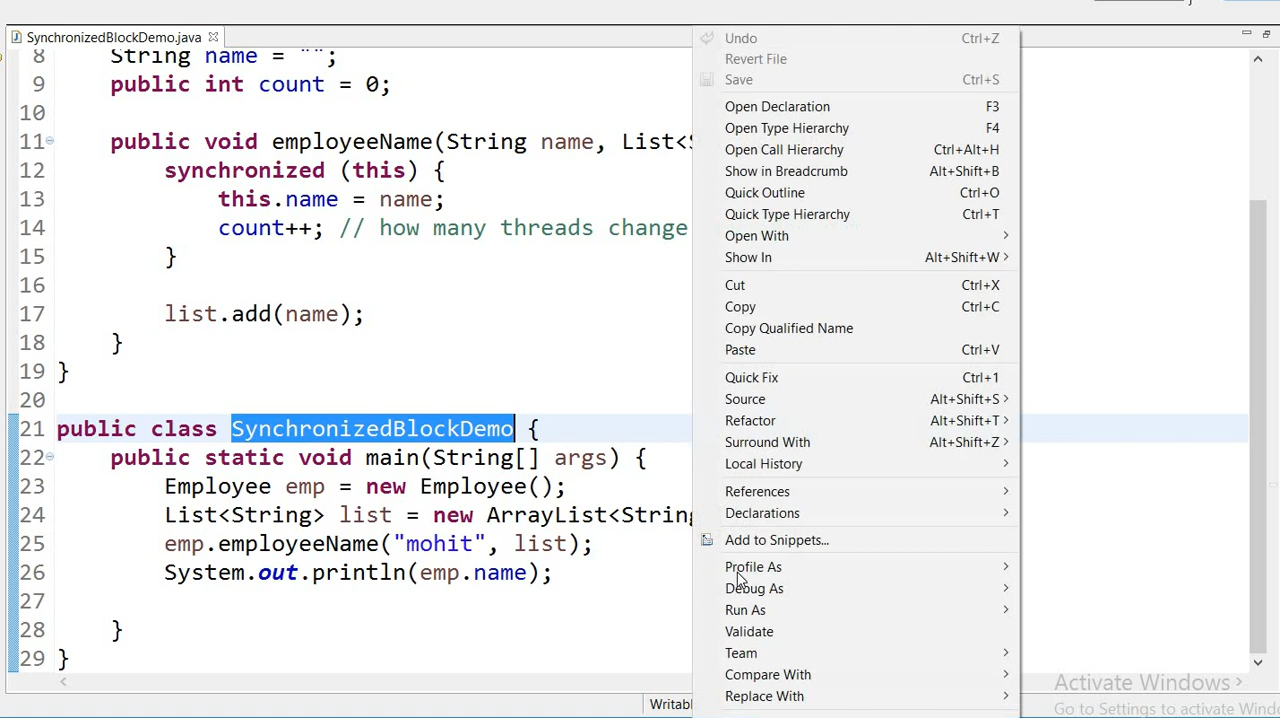 SynchronizedBlockDemo.java
8 String name = "";
9 public int count = 0;
10
11 public void employeeName(String name, List<S
12 synchronized (this) {
13 this.name = name;
14 count++; // how many threads change
15 }
16
17 list.add(name);
18 }
19 }
20
21 public class SynchronizedBlockDemo {
22 public static void main(String[] args) {
23 Employee emp = new Employee();
24 List<String> list = new ArrayList<String
25 emp.employeeName("mohit", list);
26 System.out.println(emp.name);
27
28 }
29 }
Writabl
Undo Ctrl+Z
Revert File
Save Ctrl+S
Open Declaration F3
Open Type Hierarchy F4
Open Call Hierarchy Ctrl+Alt+H
Show in Breadcrumb Alt+Shift+B
Quick Outline Ctrl+O
Quick Type Hierarchy Ctrl+T
Open With
Show In Alt+Shift+W
Cut Ctrl+X
Copy Ctrl+C
Copy Qualified Name
Paste Ctrl+V
Quick Fix Ctrl+1
Source Alt+Shift+S
Refactor Alt+Shift+T
Surround With Alt+Shift+Z
Local History
References
Declarations
Add to Snippets...
Profile As
Debug As
Run As
Validate
Team
Compare With
Replace With
Activate Windows
Go to Settings to activate Wind